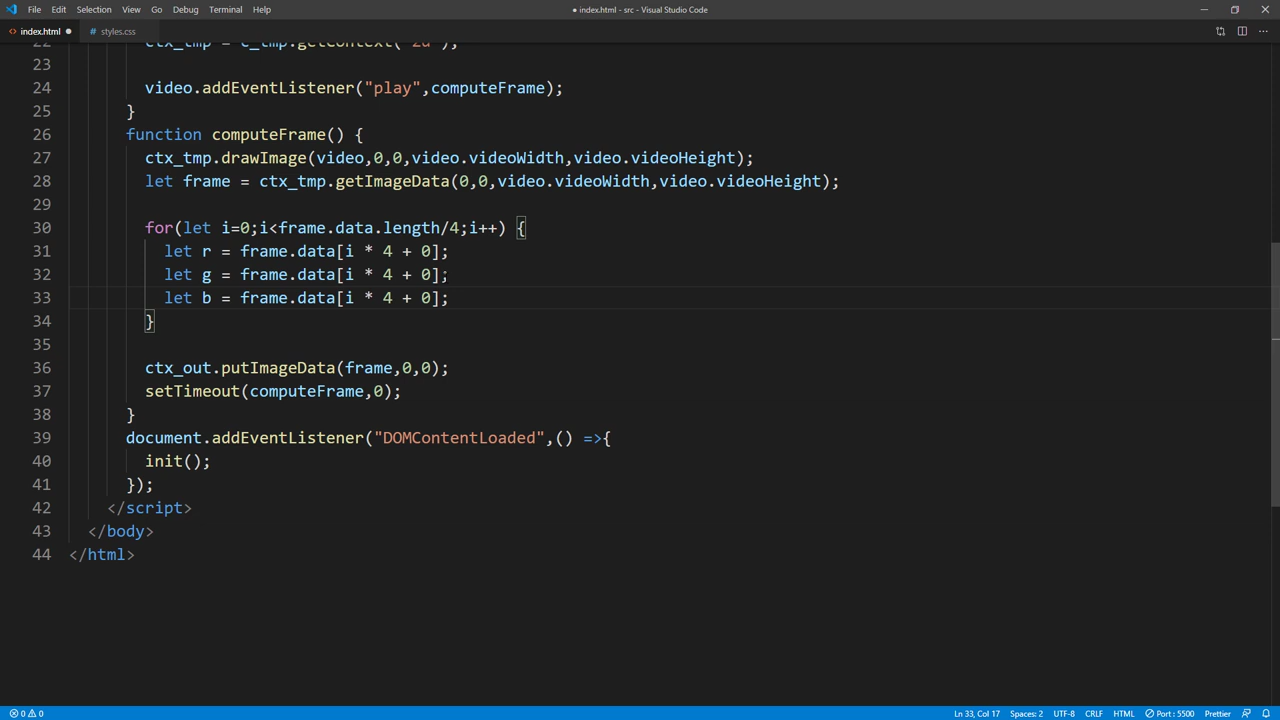 File Edit Selection View Go Debug Terminal Help
● index.html - src - Visual Studio Code
index.html ●
# styles.css
22 ctx_tmp = c_tmp.getContext("2d");
23
24 video.addEventListener("play",computeFrame);
25 }
26 function computeFrame() {
27 ctx_tmp.drawImage(video,0,0,video.videoWidth,video.videoHeight);
28 let frame = ctx_tmp.getImageData(0,0,video.videoWidth,video.videoHeight);
29
30 for(let i=0;i<frame.data.length/4;i++) {
31 let r = frame.data[i * 4 + 0];
32 let g = frame.data[i * 4 + 0];
33 let b = frame.data[i * 4 + 0];
34 }
35
36 ctx_out.putImageData(frame,0,0);
37 setTimeout(computeFrame,0);
38 }
39 document.addEventListener("DOMContentLoaded",() =>{
40 init();
41 });
42 </script>
43 </body>
44 </html>
0 0 Ln 33, Col 17 Spaces: 2 UTF-8 CRLF HTML Port : 5500 Prettier